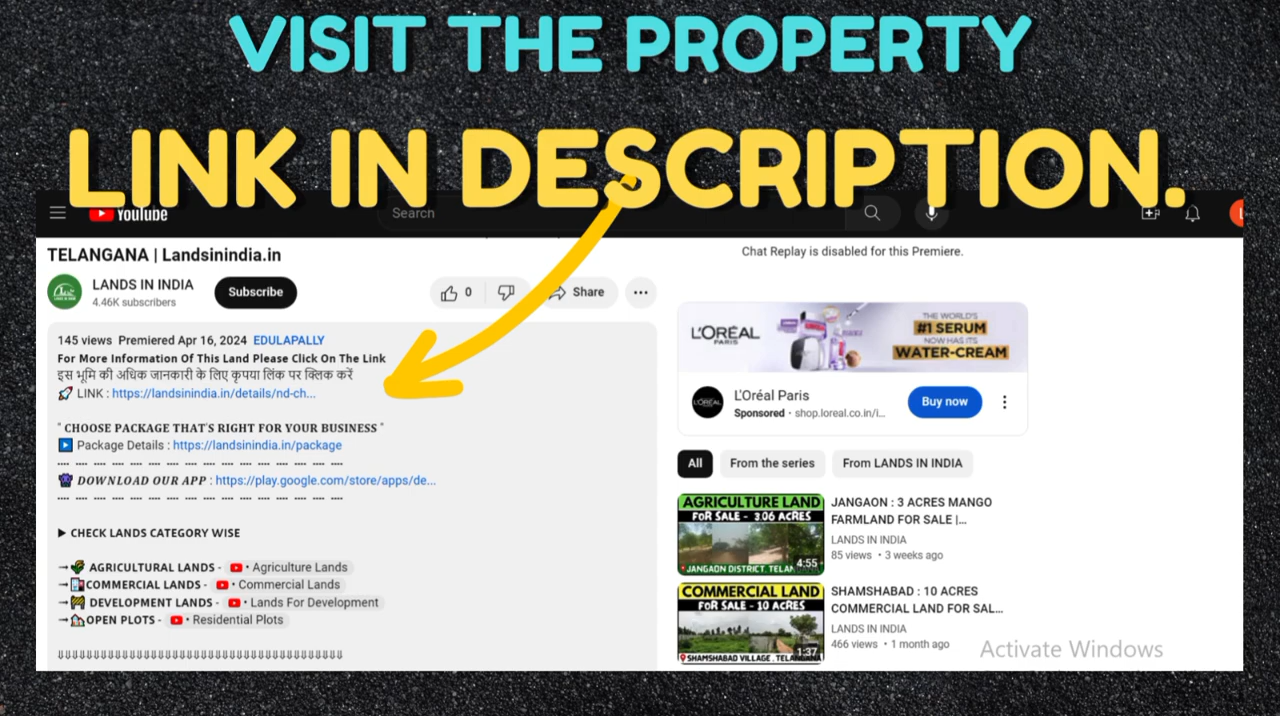 VISIT THE PROPERTY
LINK IN DESCRIPTION.
YouTube
Search
TELANGANA | Landsinindia.in
LANDS IN INDIA
4.46K subscribers
Subscribe
0
Share
145 views Premiered Apr 16, 2024 EDULAPALLY
For More Information Of This Land Please Click On The Link
इस भूमि की अधिक जानकारी के लिए कृपया लिंक पर क्लिक करें
LINK : https://landsinindia.in/details/nd-ch...
" CHOOSE PACKAGE THAT'S RIGHT FOR YOUR BUSINESS "
Package Details : https://landsinindia.in/package
DOWNLOAD OUR APP : https://play.google.com/store/apps/de...
CHECK LANDS CATEGORY WISE
AGRICULTURAL LANDS - • Agriculture Lands
COMMERCIAL LANDS - • Commercial Lands
DEVELOPMENT LANDS - • Lands For Development
OPEN PLOTS - • Residential Plots
Chat Replay is disabled for this Premiere.
L'ORÉAL
PARIS
THE WORLD'S
#1 SERUM
NOW HAS ITS
WATER-CREAM
L'Oréal Paris
Sponsored • shop.loreal.co.in/i...
Buy now
All
From the series
From LANDS IN INDIA
AGRICULTURE LAND
FOR SALE - 3.06 ACRES
4:55
JANGAON DISTRICT, TELAN
JANGAON : 3 ACRES MANGO
FARMLAND FOR SALE |...
LANDS IN INDIA
85 views • 3 weeks ago
COMMERCIAL LAND
FOR SALE - 10 ACRES
1:37
SHAMSHABAD VILLAGE , TELANGANA
SHAMSHABAD : 10 ACRES
COMMERCIAL LAND FOR SAL...
LANDS IN INDIA
466 views • 1 month ago
Activate Windows